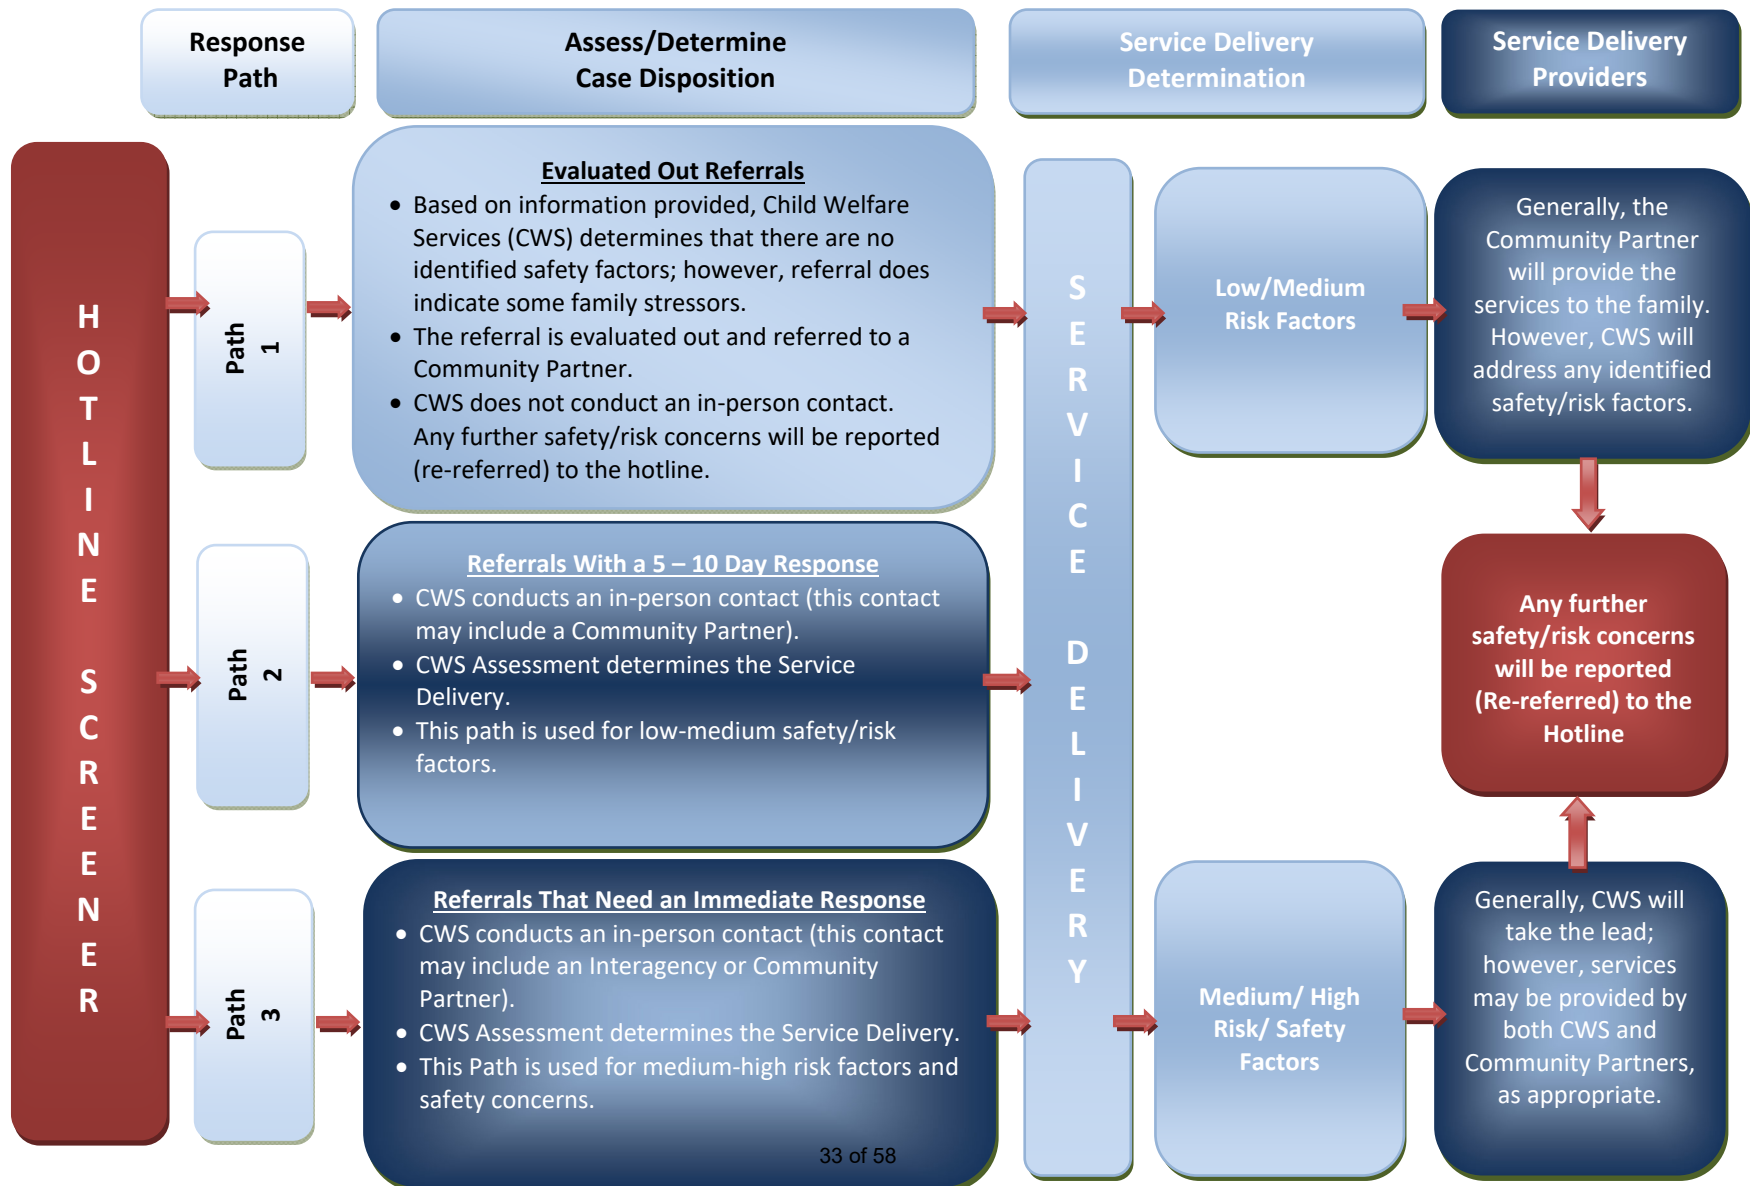 Response
Path
Assess/Determine
Case Disposition
Service Delivery
Determination
Service Delivery
Providers
HOTLINE SCREENER
Path
1
Evaluated Out Referrals
• Based on information provided, Child Welfare
Services (CWS) determines that there are no
identified safety factors; however, referral does
indicate some family stressors.
• The referral is evaluated out and referred to a
Community Partner.
• CWS does not conduct an in-person contact.
Any further safety/risk concerns will be reported
(re-referred) to the hotline.
Path
2
Referrals With a 5 – 10 Day Response
• CWS conducts an in-person contact (this contact
may include a Community Partner).
• CWS Assessment determines the Service
Delivery.
• This path is used for low-medium safety/risk
factors.
Path
3
Referrals That Need an Immediate Response
• CWS conducts an in-person contact (this contact
may include an Interagency or Community
Partner).
• CWS Assessment determines the Service Delivery.
• This Path is used for medium-high risk factors and
safety concerns.
SERVICE DELIVERY
Low/Medium
Risk Factors
Generally, the
Community Partner
will provide the
services to the family.
However, CWS will
address any identified
safety/risk factors.
Any further
safety/risk concerns
will be reported
(Re-referred) to the
Hotline
Medium/ High
Risk/ Safety
Factors
Generally, CWS will
take the lead;
however, services
may be provided by
both CWS and
Community Partners,
as appropriate.
33 of 58